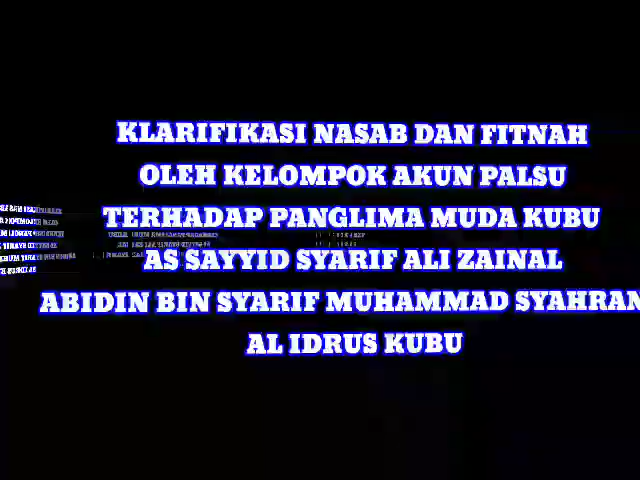 KLARIFIKASI NASAB DAN FITNAH
OLEH KELOMPOK AKUN PALSU
TERHADAP PANGLIMA MUDA KUBU
AS SAYYID SYARIF ALI ZAINAL
ABIDIN BIN SYARIF MUHAMMAD SYAHRAN
AL IDRUS KUBU